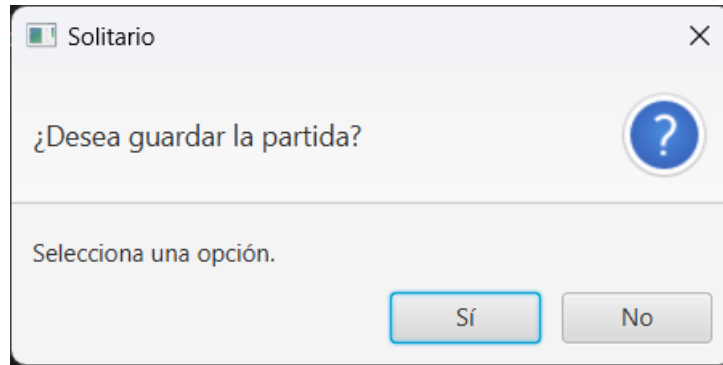 Solitario
¿Desea guardar la partida?
?
Selecciona una opción.
Sí
No